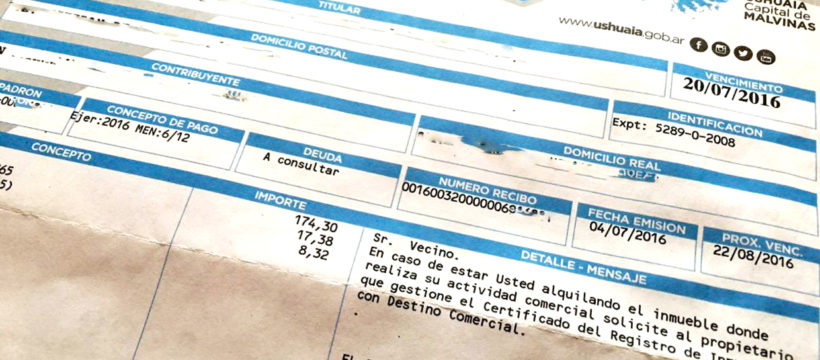 TITULAR
USHUAIA
Capital de
MALVINAS
www.ushuaia.gob.ar
DOMICILIO POSTAL
CONTRIBUYENTE
VENCIMIENTO
20/07/2016
PADRON
CONCEPTO DE PAGO
Ejer:2016 MEN:6/12
IDENTIFICACION
Expt: 5289-O-2008
DEUDA
A consultar
DOMICILIO REAL
NUMERO RECIBO
FECHA EMISION
04/07/2016
PROX. VENC.
22/08/2016
CONCEPTO
IMPORTE
174,30
17,38
8,32
DETALLE - MENSAJE
Sr. Vecino.
En caso de estar Usted alquilando el inmueble donde
realiza su actividad comercial solicite al propietario
que gestione el Certificado del Registro de
con Destino Comercial.